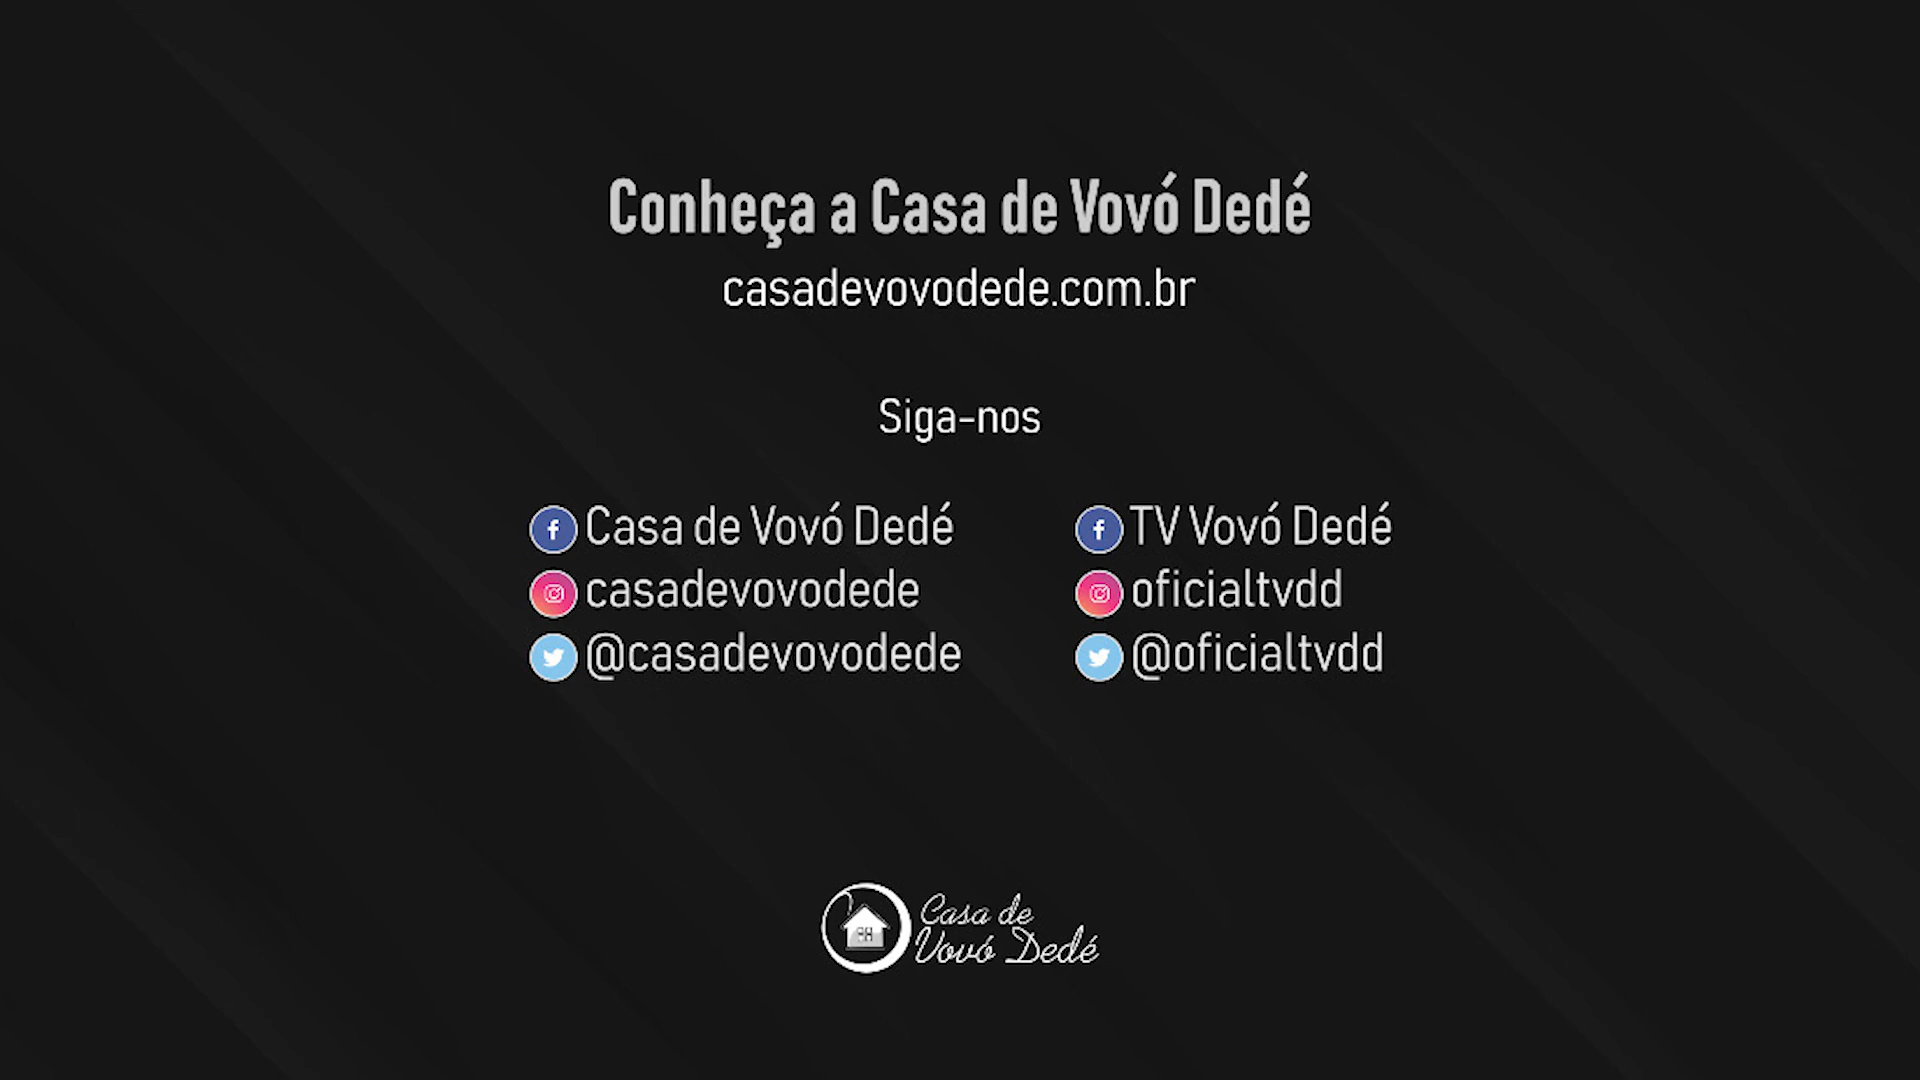 Conheça a Casa de Vovó Dedé
casadevovodede.com.br
Siga-nos
Casa de Vovó Dedé
casadevovodede
@casadevovodede
TV Vovó Dedé
oficialtvdd
@oficialtvdd
Casa de
Vovó Dedé